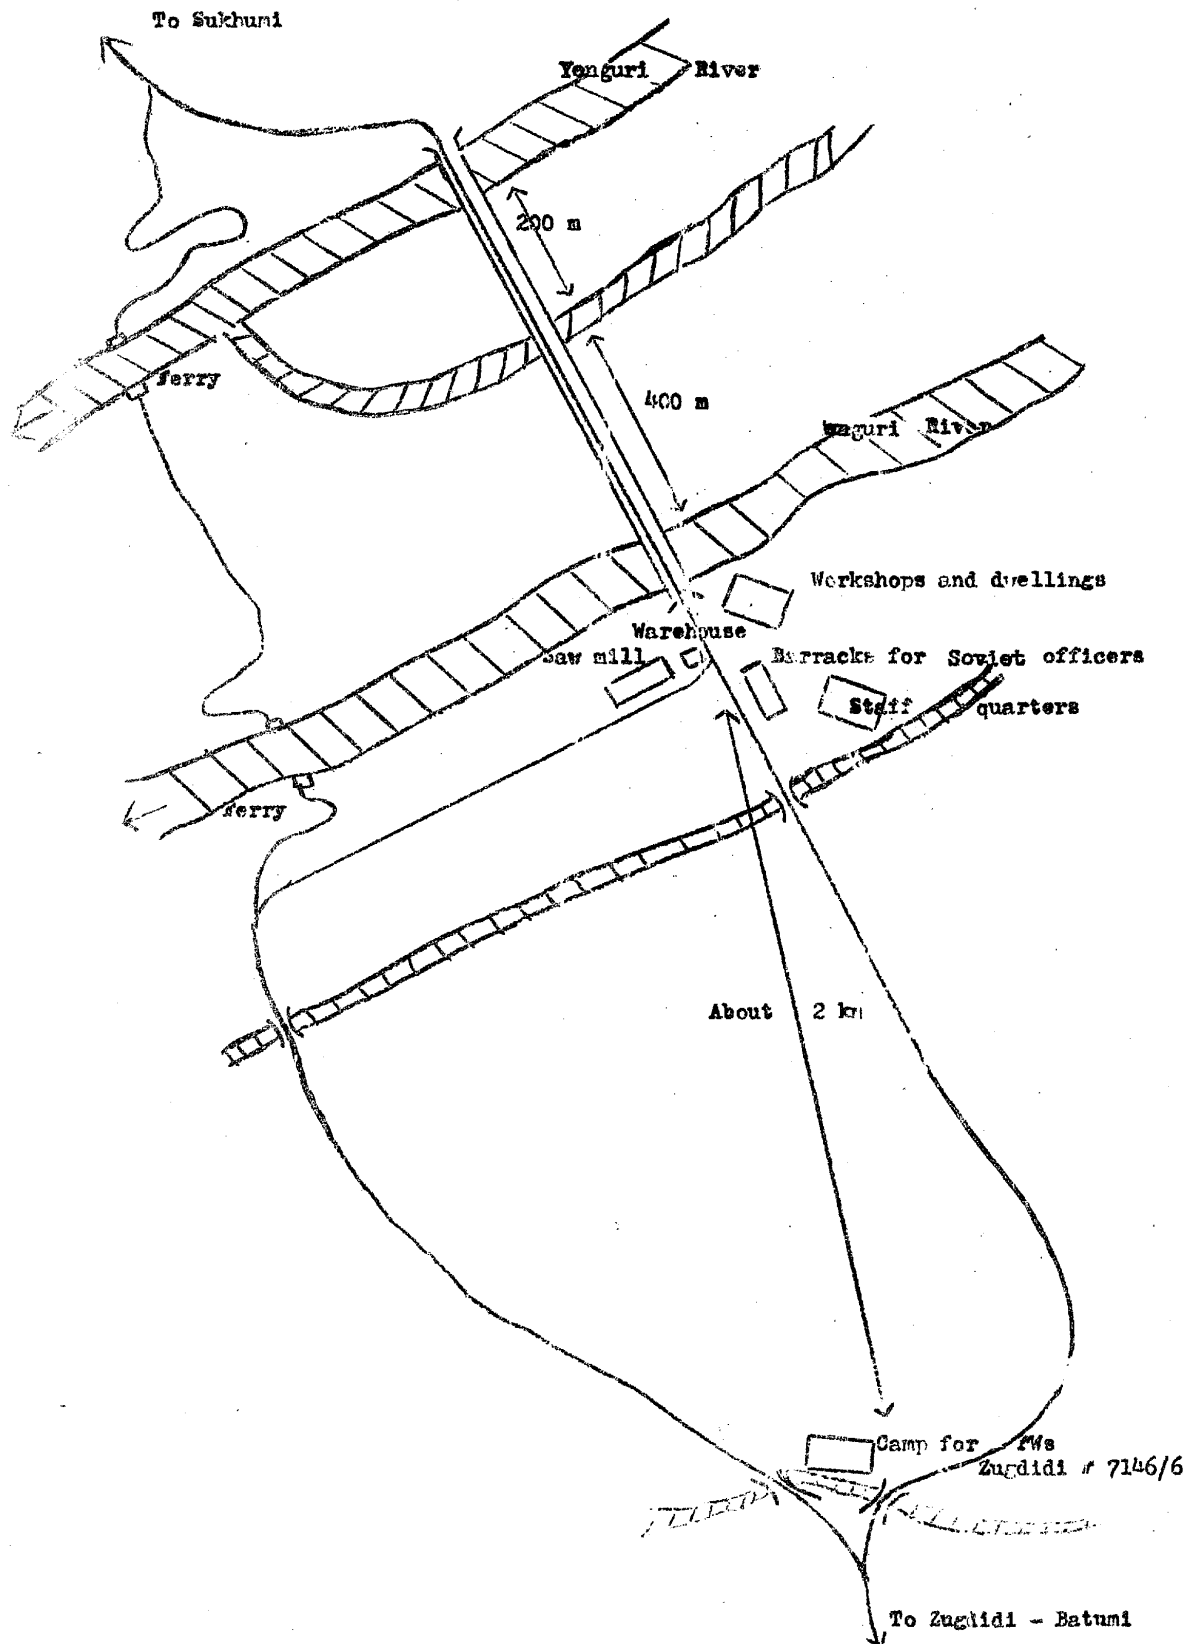 To Sukhumi
Yenguri River
200 m
Ferry
400 m
Enguri River
Workshops and dwellings
Warehouse
Saw mill
Barracks for Soviet officers
Staff quarters
Ferry
About 2 km
Camp for PWs
Zugdidi # 7146/6
To Zugdidi - Batumi